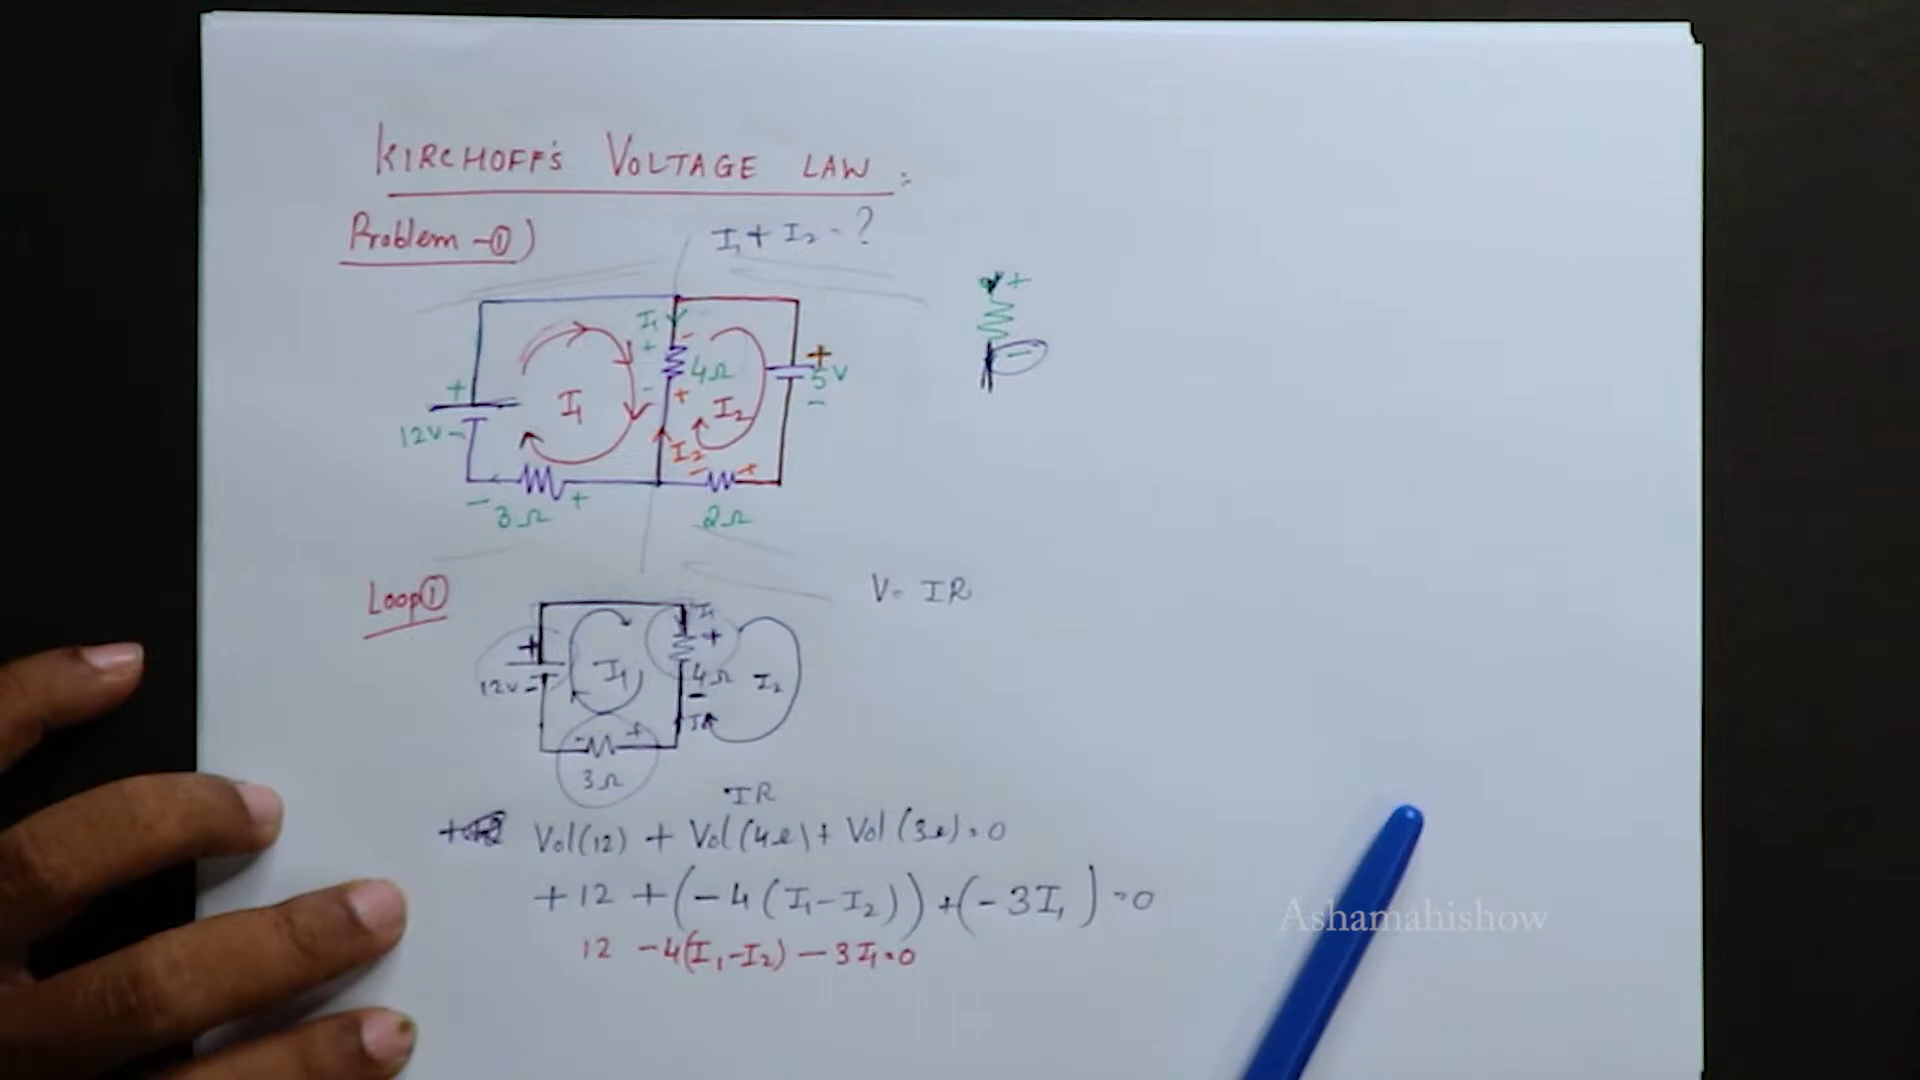 KIRCHOFF'S VOLTAGE LAW :
Problem -①)
I₁ + I₂ = ?
+
I₁
-
+
+
+
4Ω
5V
-
+
-
I₁
I₂
-
+
12V -
I₂
-
+
-
+
3Ω
2Ω
Loop①
V = IR
I₁
+
+
I₁
4Ω
I₂
12V -
-
-
+
3Ω
IR
Vol(12) + Vol(4Ω) + Vol(3Ω) = 0
+12 + (-4(I₁-I₂)) + (-3I₁) = 0
12 -4(I₁-I₂) - 3I₁ = 0
Ashamahishow